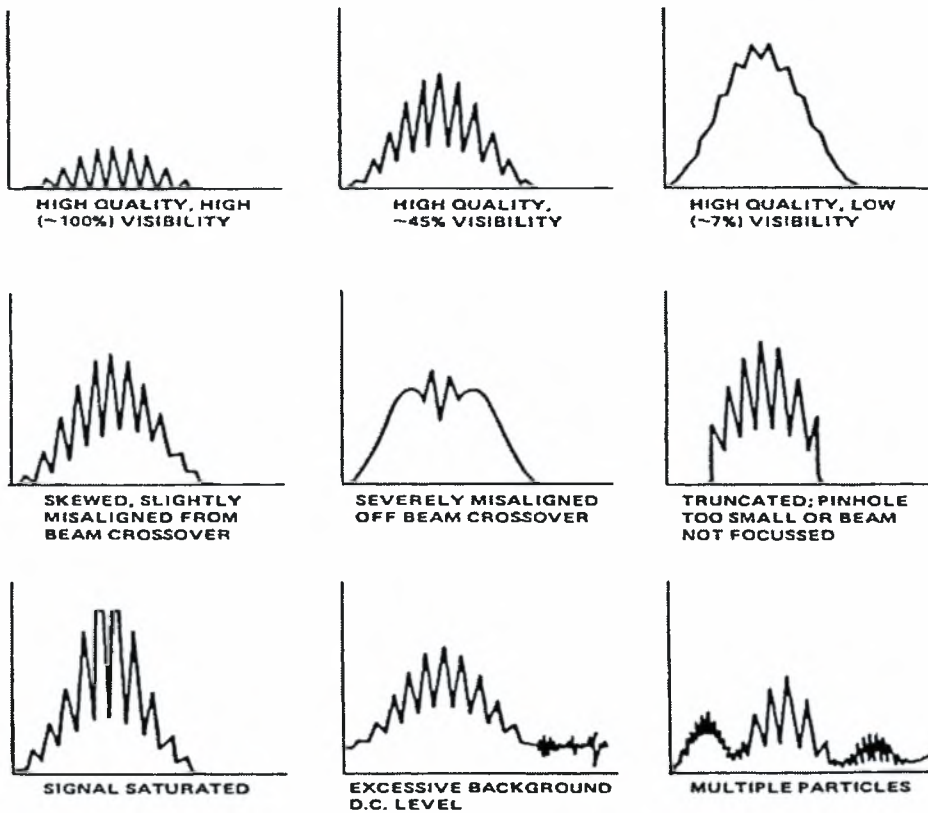 HIGH QUALITY, HIGH
(~100%) VISIBILITY
HIGH QUALITY,
~45% VISIBILITY
HIGH QUALITY, LOW
(~7%) VISIBILITY
SKEWED, SLIGHTLY
MISALIGNED FROM
BEAM CROSSOVER
SEVERELY MISALIGNED
OFF BEAM CROSSOVER
TRUNCATED; PINHOLE
TOO SMALL OR BEAM
NOT FOCUSSED
SIGNAL SATURATED
EXCESSIVE BACKGROUND
D.C. LEVEL
MULTIPLE PARTICLES